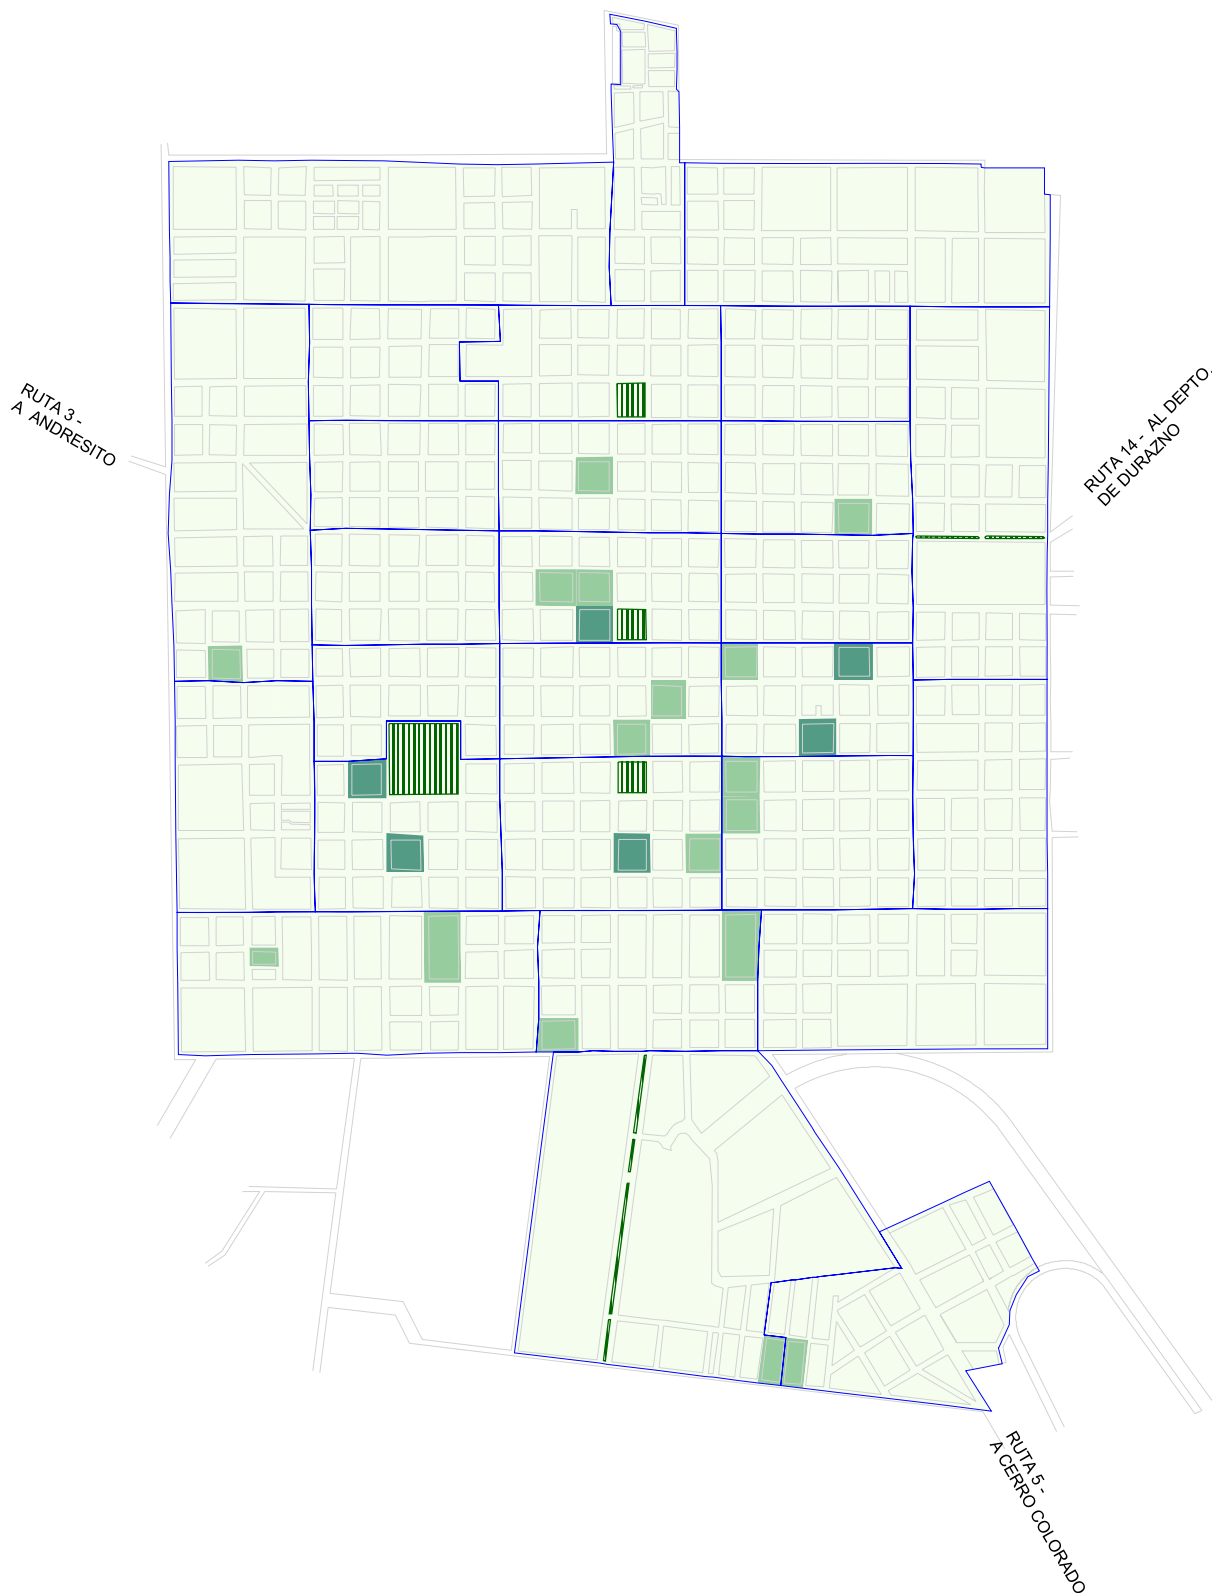 RUTA 3 -
A ANDRESITO
RUTA 14 - AL DEPTO.
DE DURAZNO
RUTA 5 -
A CERRO COLORADO